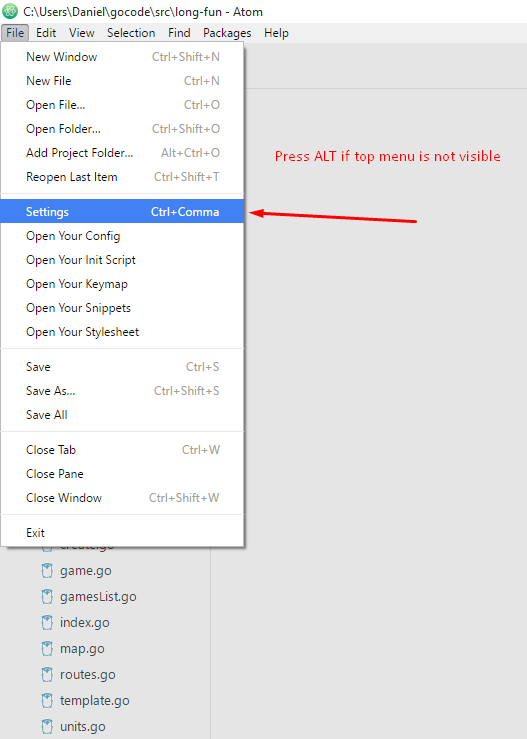 C:\Users\Daniel\gocode\src\long-fun - Atom
File Edit View Selection Find Packages Help
New Window Ctrl+Shift+N
New File Ctrl+N
Open File... Ctrl+O
Open Folder... Ctrl+Shift+O
Add Project Folder... Alt+Ctrl+O
Press ALT if top menu is not visible
Reopen Last Item Ctrl+Shift+T
Settings Ctrl+Comma
Open Your Config
Open Your Init Script
Open Your Keymap
Open Your Snippets
Open Your Stylesheet
Save Ctrl+S
Save As... Ctrl+Shift+S
Save All
Close Tab Ctrl+W
Close Pane
Close Window Ctrl+Shift+W
Exit
create.go
game.go
gamesList.go
index.go
map.go
routes.go
template.go
units.go